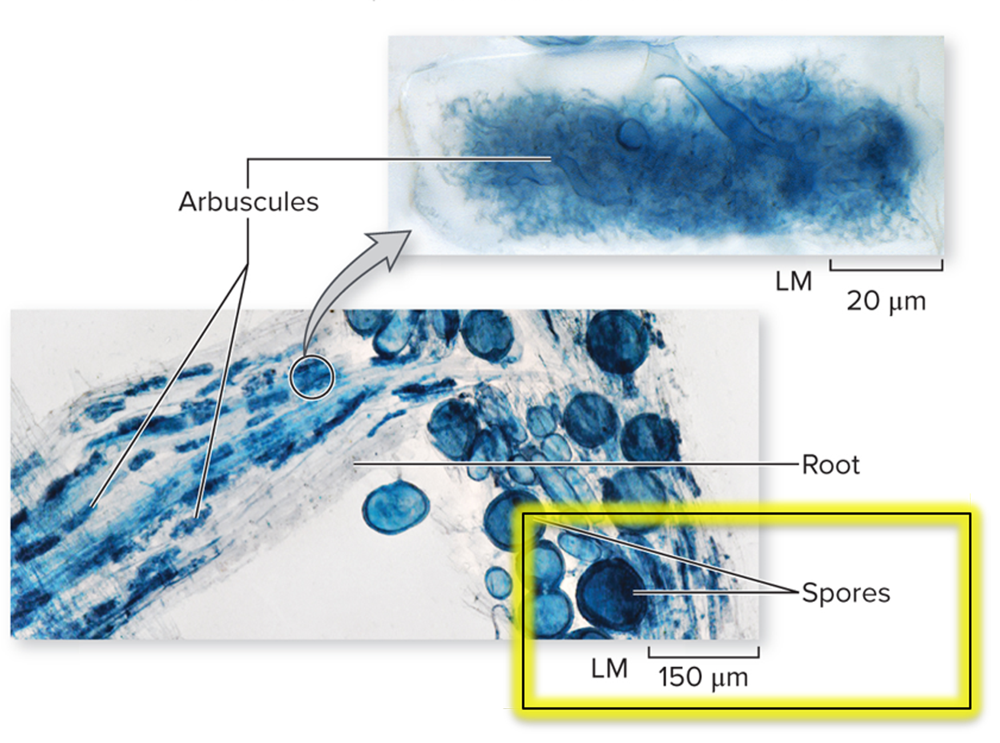 Arbuscules
LM
20 μm
Root
Spores
LM
150 μm